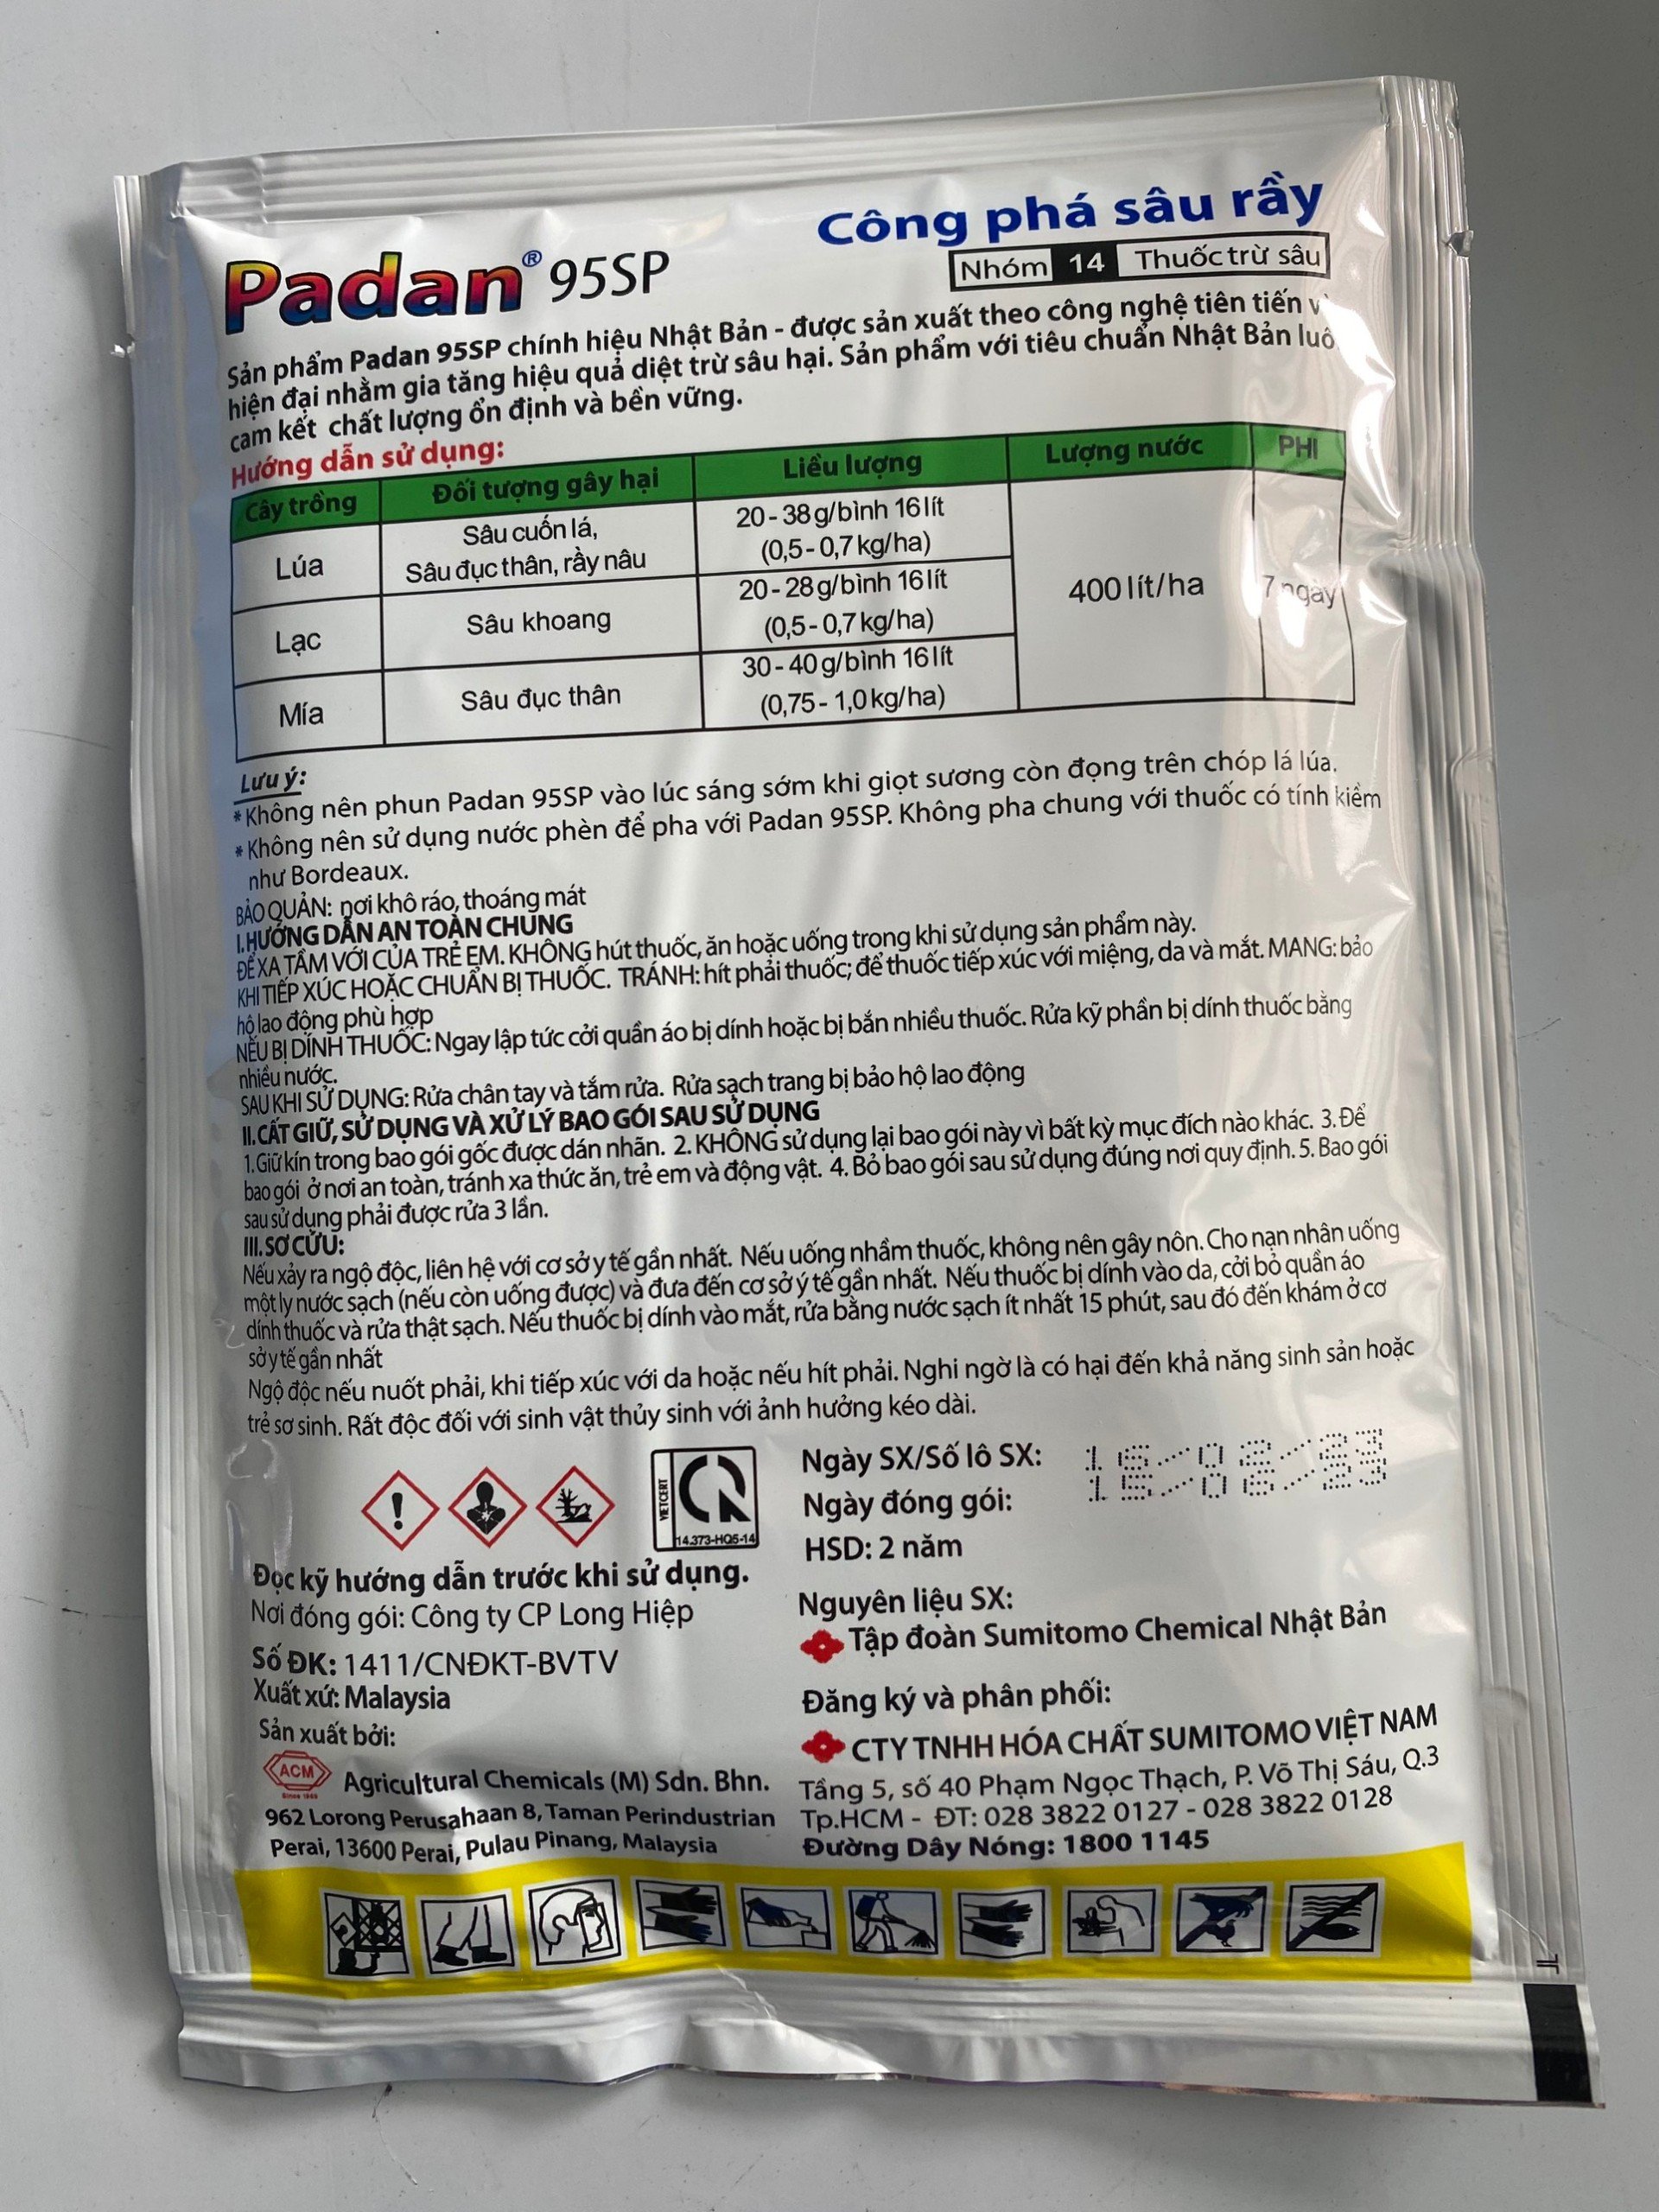 Công phá sâu rầy
Padan® 95SP
Nhóm 14 Thuốc trừ sâu
Sản phẩm Padan 95SP chính hiệu Nhật Bản - được sản xuất theo công nghệ tiên tiến
hiện đại nhằm gia tăng hiệu quả diệt trừ sâu hại. Sản phẩm với tiêu chuẩn Nhật Bản
cam kết chất lượng ổn định và bền vững.
Hướng dẫn sử dụng:
Cây trồng Đối tượng gây hại Liều lượng Lượng nước PHI
Lúa
Sâu cuốn lá,
Sâu đục thân, rầy nâu
20-38g/bình 16lít
(0,5-0,7kg/ha)
Lạc
Sâu khoang
20-28g/bình 16lít
(0,5-0,7kg/ha)
Mía
Sâu đục thân
30-40g/bình 16lít
(0,75-1,0kg/ha)
400lít/ha
7 ngày
Lưu ý:
*Không nên phun Padan 95SP vào lúc sáng sớm khi giọt sương còn đọng trên chóp lá lúa.
*Không nên sử dụng nước phèn để pha với Padan 95SP. Không pha chung với thuốc có tính kiềm
như Bordeaux.
BẢO QUẢN: nơi khô ráo, thoáng mát
I.HƯỚNG DẪN AN TOÀN CHUNG
ĐỂ XA TẦM VỚI CỦA TRẺ EM. KHÔNG hút thuốc, ăn hoặc uống trong khi sử dụng sản phẩm này.
KHI TIẾP XÚC HOẶC CHUẨN BỊ THUỐC. TRÁNH: hít phải thuốc; để thuốc tiếp xúc với miệng, da và mắt. MANG: bảo
hộ lao động phù hợp
NẾU BỊ DÍNH THUỐC: Ngay lập tức cởi quần áo bị dính hoặc bị bắn nhiều thuốc. Rửa kỹ phần bị dính thuốc bằng
nhiều nước.
SAU KHI SỬ DỤNG: Rửa chân tay và tắm rửa. Rửa sạch trang bị bảo hộ lao động
II.CẤT GIỮ, SỬ DỤNG VÀ XỬ LÝ BAO GÓI SAU SỬ DỤNG
1.Giữ kín trong bao gói gốc được dán nhãn. 2. KHÔNG sử dụng lại bao gói này vì bất kỳ mục đích nào khác. 3. Để
bao gói ở nơi an toàn, tránh xa thức ăn, trẻ em và động vật. 4. Bỏ bao gói sau sử dụng đúng nơi quy định. 5. Bao gói
sau sử dụng phải được rửa 3 lần.
III.SƠ CỨU:
Nếu xảy ra ngộ độc, liên hệ với cơ sở y tế gần nhất. Nếu uống nhầm thuốc, không nên gây nôn. Cho nạn nhân uống
một ly nước sạch (nếu còn uống được) và đưa đến cơ sở ý tế gần nhất. Nếu thuốc bị dính vào da, cởi bỏ quần áo
dính thuốc và rửa thật sạch. Nếu thuốc bị dính vào mắt, rửa bằng nước sạch ít nhất 15 phút, sau đó đến khám ở cơ
sở y tế gần nhất
Ngộ độc nếu nuốt phải, khi tiếp xúc với da hoặc nếu hít phải. Nghi ngờ là có hại đến khả năng sinh sản hoặc
trẻ sơ sinh. Rất độc đối với sinh vật thủy sinh với ảnh hưởng kéo dài.
VIETCERT
14.373-HQ5-14
Đọc kỹ hướng dẫn trước khi sử dụng.
Nơi đóng gói: Công ty CP Long Hiệp
Số ĐK: 1411/CNĐKT-BVTV
Xuất xứ: Malaysia
Sản xuất bởi:
ACM
Since 1969
Agricultural Chemicals (M) Sdn. Bhn.
962 Lorong Perusahaan 8, Taman Perindustrian
Perai, 13600 Perai, Pulau Pinang, Malaysia
Ngày SX/Số lô SX:
Ngày đóng gói:
HSD: 2 năm
Nguyên liệu SX:
Tập đoàn Sumitomo Chemical Nhật Bản
Đăng ký và phân phối:
CTY TNHH HÓA CHẤT SUMITOMO VIỆT NAM
Tầng 5, số 40 Phạm Ngọc Thạch, P. Võ Thị Sáu, Q.3
Tp.HCM - ĐT: 028 3822 0127 - 028 3822 0128
Đường Dây Nóng: 1800 1145